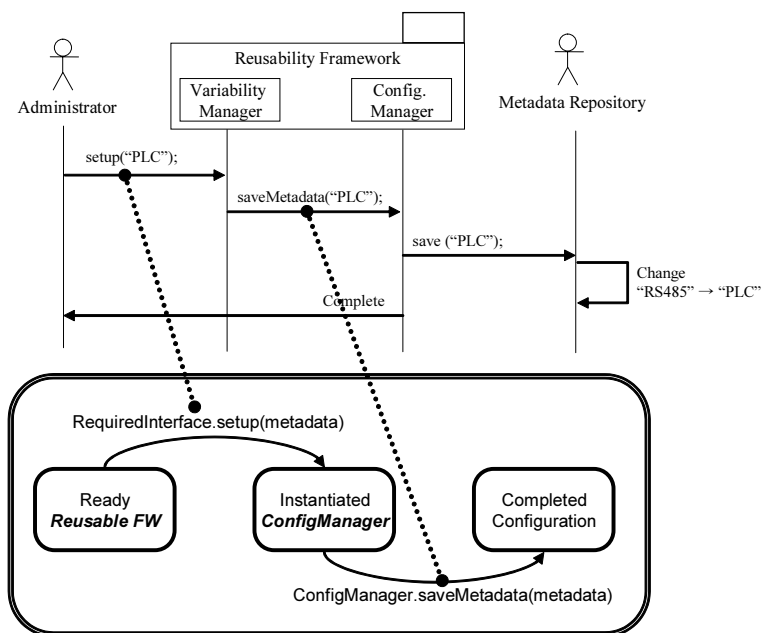 Reusability Framework
Variability
Manager
Config.
Manager
Administrator
Metadata Repository
setup(“PLC”);
saveMetadata(“PLC”);
save (“PLC”);
Change
“RS485” → “PLC”
Complete
RequiredInterface.setup(metadata)
Ready
Reusable FW
Instantiated
ConfigManager
Completed
Configuration
ConfigManager.saveMetadata(metadata)